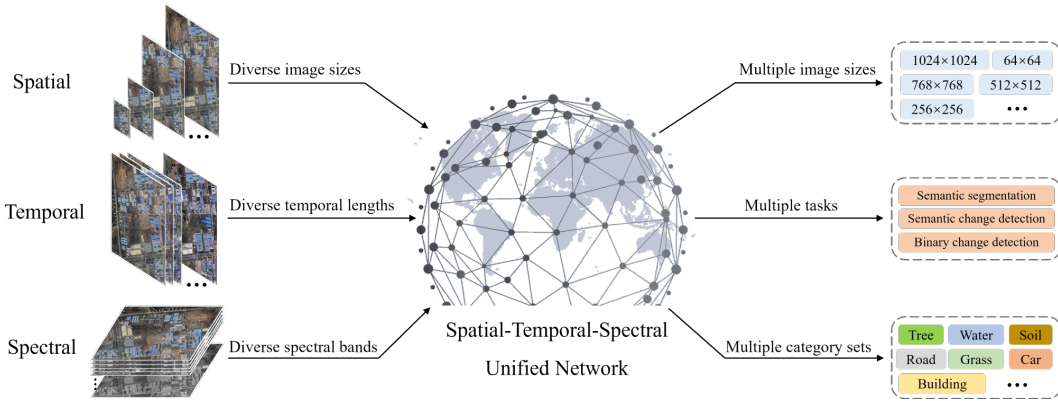 Spatial
Diverse image sizes
Multiple image sizes
1024×1024 64×64
768×768 512×512
256×256 •••
•••
Temporal
Diverse temporal lengths
Multiple tasks
Semantic segmentation
Semantic change detection
Binary change detection
•••
Spectral
Diverse spectral bands
Spatial-Temporal-Spectral
Unified Network
Multiple category sets
Tree Water Soil
Road Grass Car
Building •••